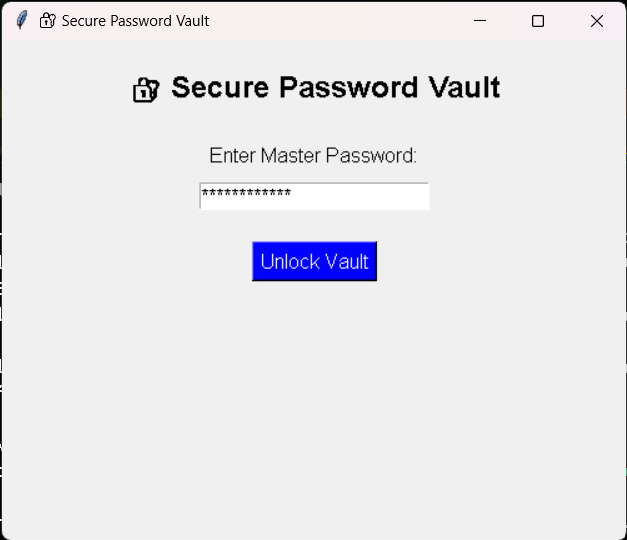 Secure Password Vault
Secure Password Vault
Enter Master Password:
************
Unlock Vault